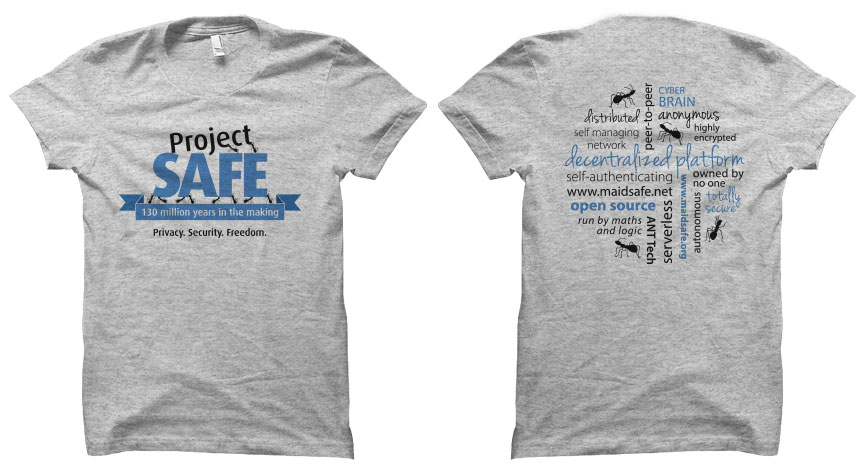 Project
SAFE
130 million years in the making
Privacy. Security. Freedom.
CYBER
BRAIN
peer-to-peer
distributed
anonymous
self managing
network
highly
encrypted
decentralized platform
self-authenticating
owned by
no one
www.maidsafe.net
www.maidsafe.org
totally
secure
open source
run by maths
and logic
ANT Tech
serverless
autonomous